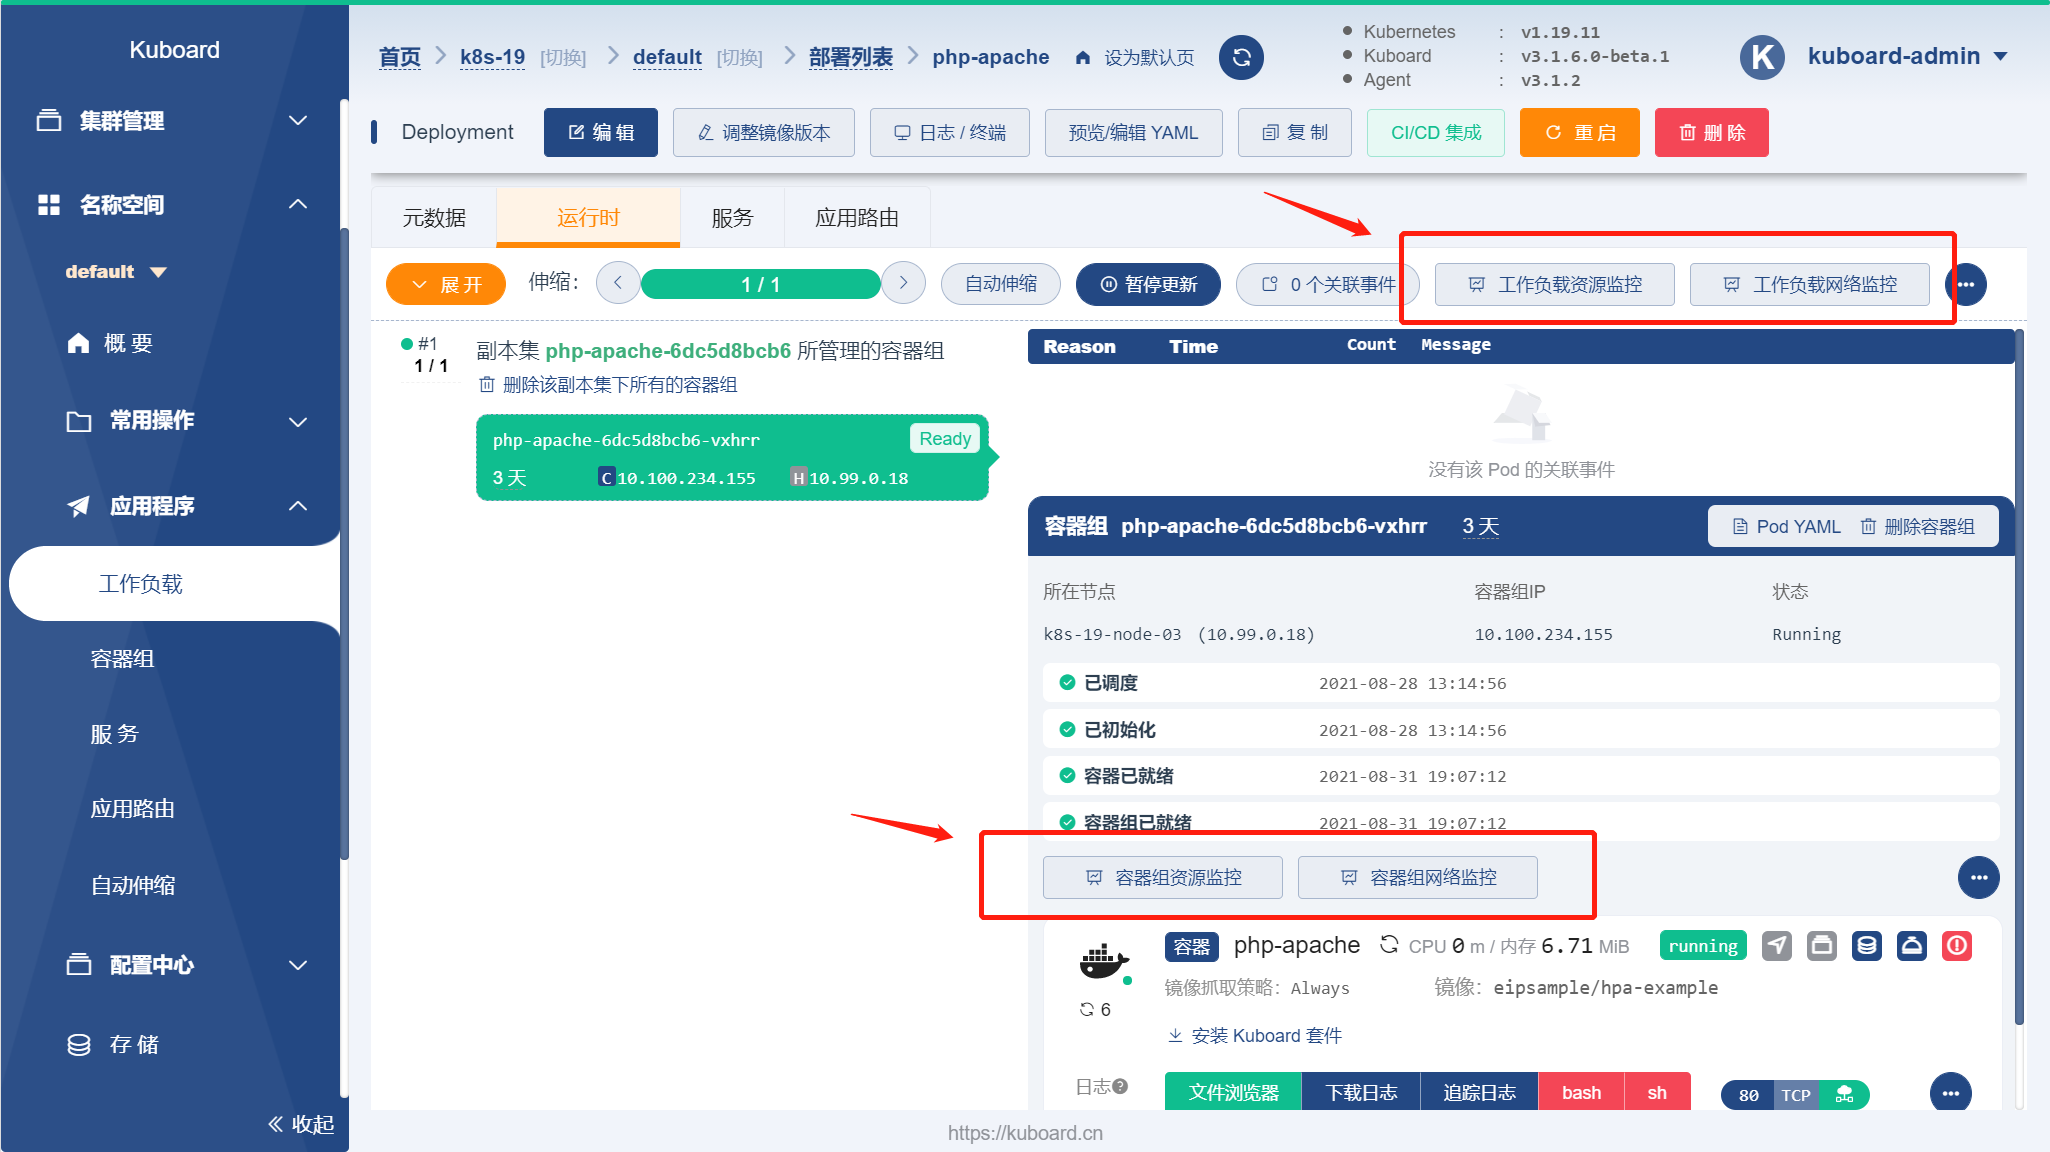 Kuboard
集群管理
名称空间
default
概 要
常用操作
应用程序
工作负载
容器组
服 务
应用路由
自动伸缩
配置中心
存 储
收起
首页 k8s-19 [切换] default [切换] 部署列表 php-apache 设为默认页
Kubernetes : v1.19.11
Kuboard : v3.1.6.0-beta.1
Agent : v3.1.2
K kuboard-admin
Deployment 编 辑 调整镜像版本 日志 / 终端 预览/编辑 YAML 复 制 CI/CD 集成 重 启 删 除
元数据 运行时 服务 应用路由
展 开 伸缩： 1 / 1 自动伸缩 暂停更新 0 个关联事件 工作负载资源监控 工作负载网络监控
#1
1 / 1
副本集 php-apache-6dc5d8bcb6 所管理的容器组
删除该副本集下所有的容器组
php-apache-6dc5d8bcb6-vxhrr Ready
3 天 C 10.100.234.155 H 10.99.0.18
Reason Time Count Message
没有该 Pod 的关联事件
容器组 php-apache-6dc5d8bcb6-vxhrr 3 天 Pod YAML 删除容器组
所在节点 容器组IP 状态
k8s-19-node-03 (10.99.0.18) 10.100.234.155 Running
已调度 2021-08-28 13:14:56
已初始化 2021-08-28 13:14:56
容器已就绪 2021-08-31 19:07:12
容器组已就绪 2021-08-31 19:07:12
容器组资源监控 容器组网络监控
容器 php-apache CPU 0 m / 内存 6.71 MiB running
镜像抓取策略：Always 镜像：eipsample/hpa-example
6
安装 Kuboard 套件
日志 文件浏览器 下载日志 追踪日志 bash sh 80 TCP
https://kuboard.cn